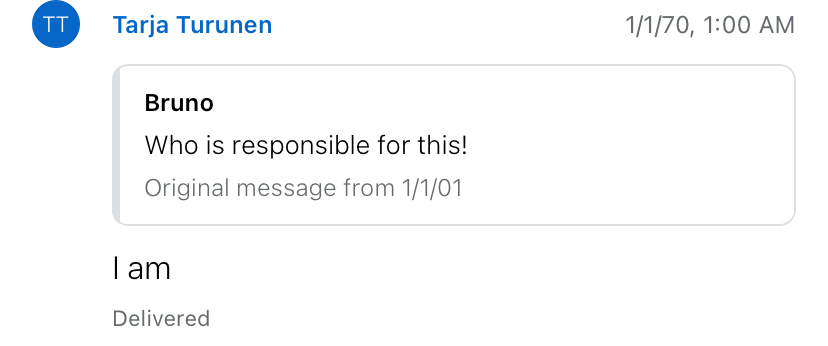 TT
Tarja Turunen
1/1/70, 1:00 AM
Bruno
Who is responsible for this!
Original message from 1/1/01
I am
Delivered